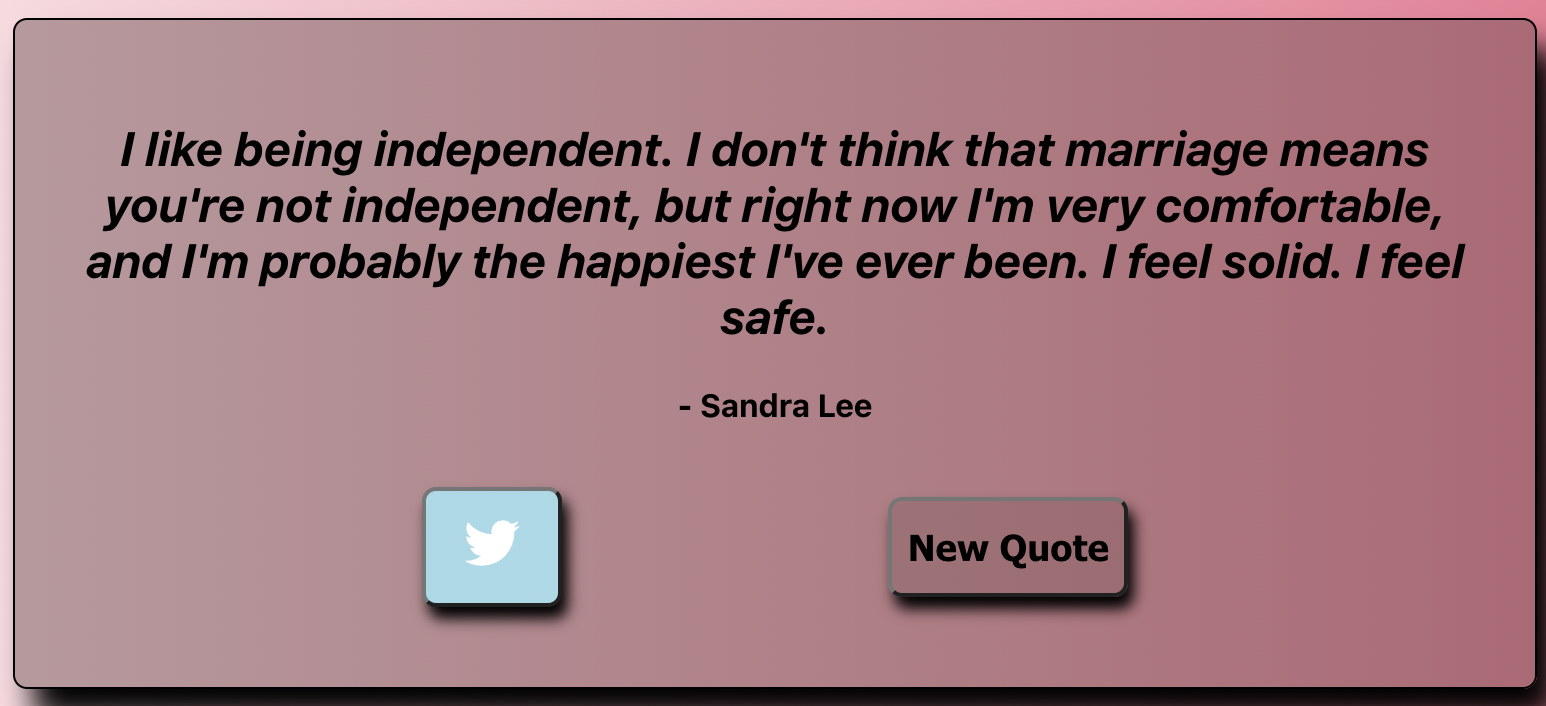 I like being independent. I don't think that marriage means
you're not independent, but right now I'm very comfortable,
and I'm probably the happiest I've ever been. I feel solid. I feel
safe.
- Sandra Lee
New Quote